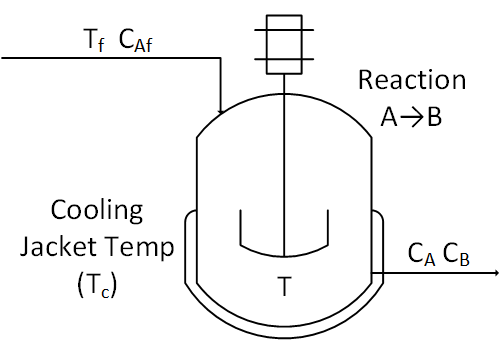 T_f C_Af
Reaction
A→B
Cooling
Jacket Temp
(T_c)
C_A C_B
T